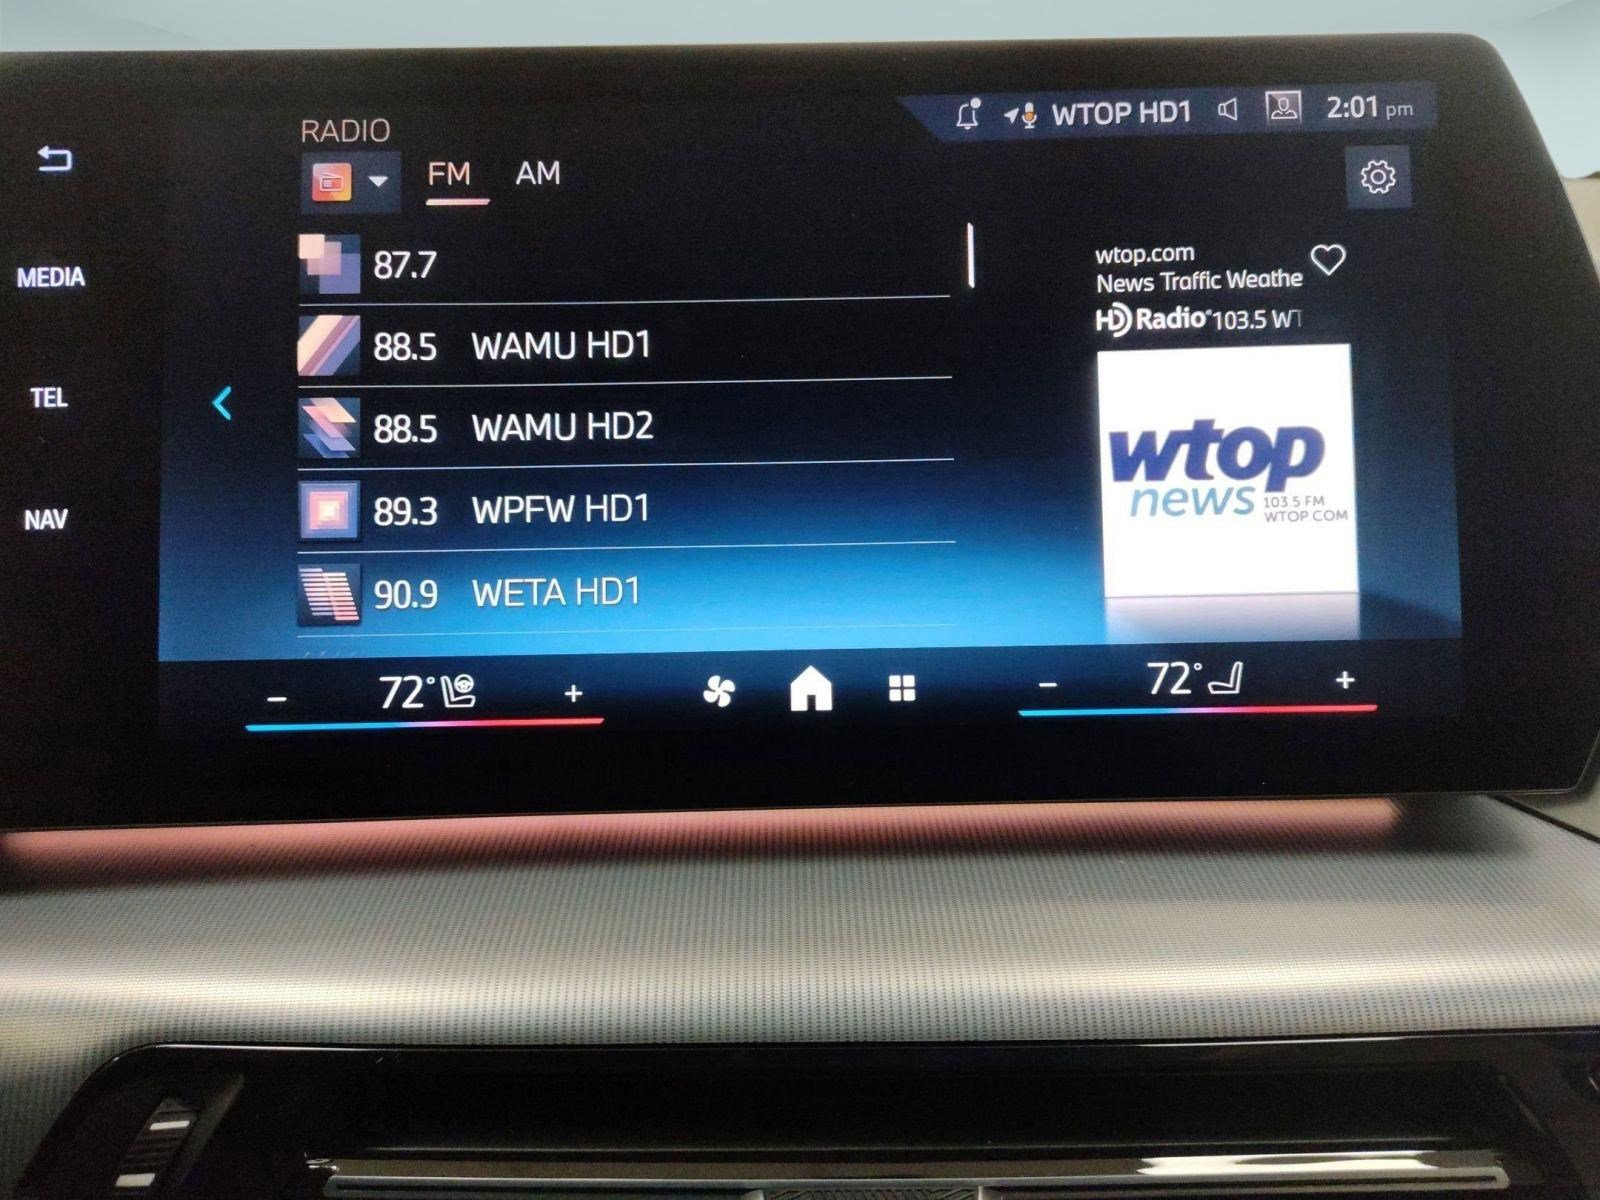 WTOP HD1 2:01 pm
RADIO
FM AM
MEDIA
TEL
NAV
87.7
88.5 WAMU HD1
88.5 WAMU HD2
89.3 WPFW HD1
90.9 WETA HD1
wtop.com
News Traffic Weathe
HD Radio® 103.5 WT
wtop
news 103.5 FM
WTOP.COM
− 72° +
− 72° +